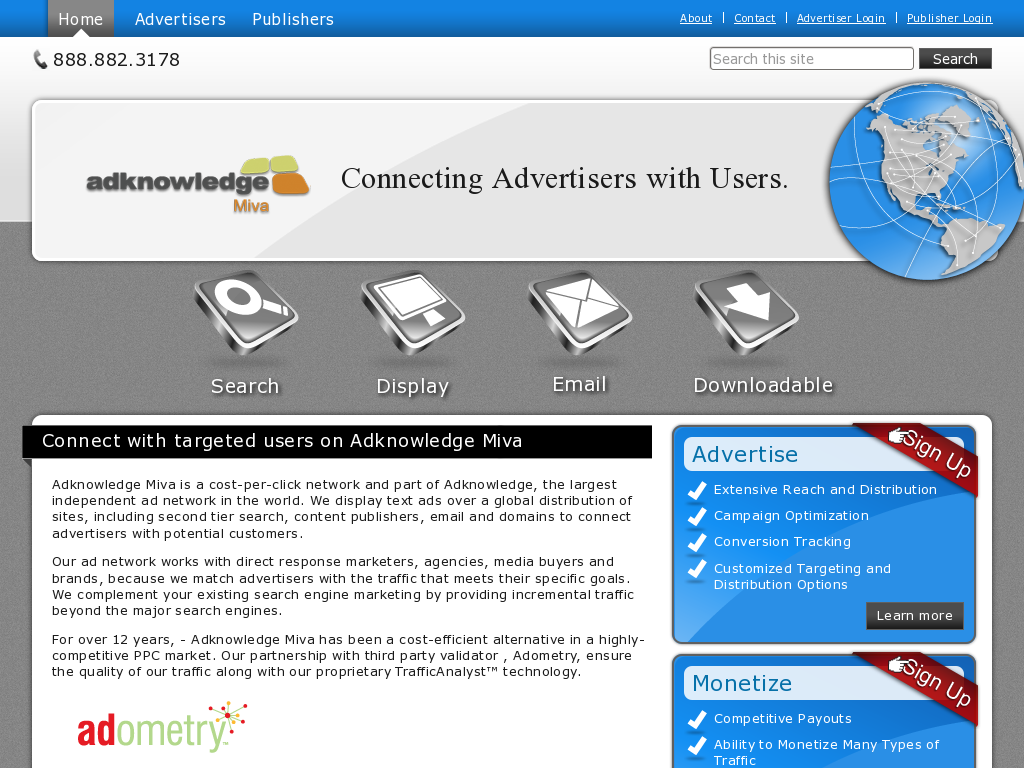 Home Advertisers Publishers About Contact Advertiser Login Publisher Login
888.882.3178
Search this site Search
adknowledge
Miva
Connecting Advertisers with Users.
Search Display Email Downloadable
Connect with targeted users on Adknowledge Miva
Adknowledge Miva is a cost-per-click network and part of Adknowledge, the largest
independent ad network in the world. We display text ads over a global distribution of
sites, including second tier search, content publishers, email and domains to connect
advertisers with potential customers.
Our ad network works with direct response marketers, agencies, media buyers and
brands, because we match advertisers with the traffic that meets their specific goals.
We complement your existing search engine marketing by providing incremental traffic
beyond the major search engines.
For over 12 years, - Adknowledge Miva has been a cost-efficient alternative in a highly-
competitive PPC market. Our partnership with third party validator , Adometry, ensure
the quality of our traffic along with our proprietary TrafficAnalyst™ technology.
adometry™
Advertise
Sign Up
Extensive Reach and Distribution
Campaign Optimization
Conversion Tracking
Customized Targeting and
Distribution Options
Learn more
Monetize
Sign Up
Competitive Payouts
Ability to Monetize Many Types of
Traffic